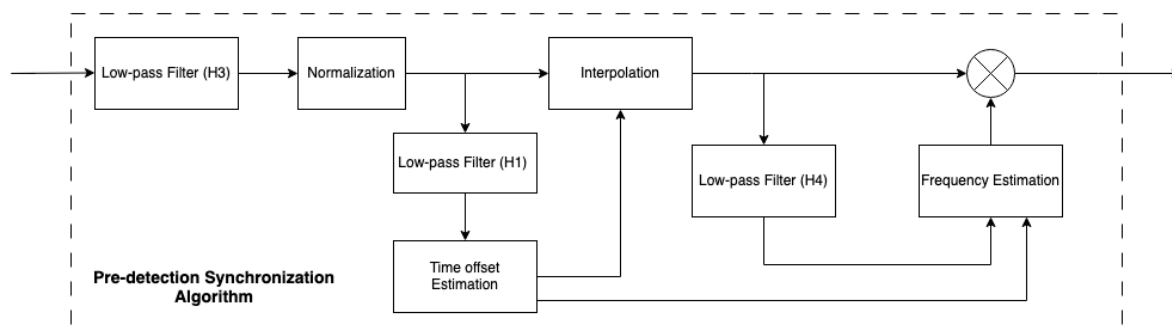 Low-pass Filter (H3)
Normalization
Interpolation
Low-pass Filter (H1)
Low-pass Filter (H4)
Frequency Estimation
Time offset
Estimation
Pre-detection Synchronization
Algorithm